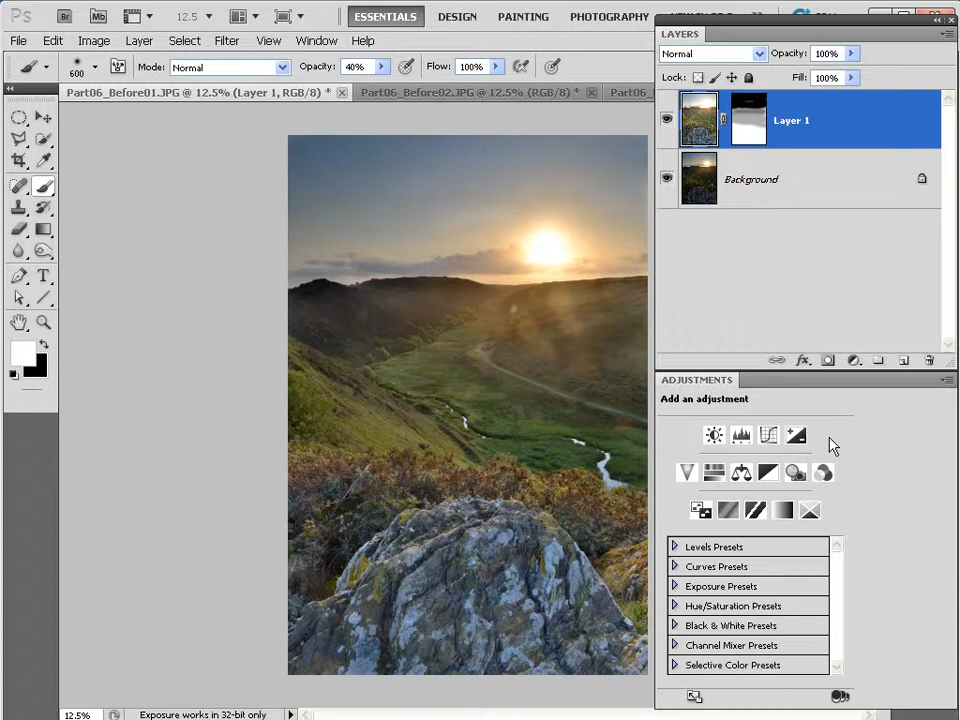 Ps Br Mb 12.5 ESSENTIALS DESIGN PAINTING PHOTOGRAPHY
File Edit Image Layer Select Filter View Window Help
600 Mode: Normal Opacity: 40% Flow: 100%
Part06_Before01.JPG @ 12.5% (Layer 1, RGB/8) * Part06_Before02.JPG @ 12.5% (RGB/8) * Part06_
LAYERS
Normal Opacity: 100%
Lock: Fill: 100%
Layer 1
Background
ADJUSTMENTS
Add an adjustment
Levels Presets
Curves Presets
Exposure Presets
Hue/Saturation Presets
Black & White Presets
Channel Mixer Presets
Selective Color Presets
12.5% Exposure works in 32-bit only